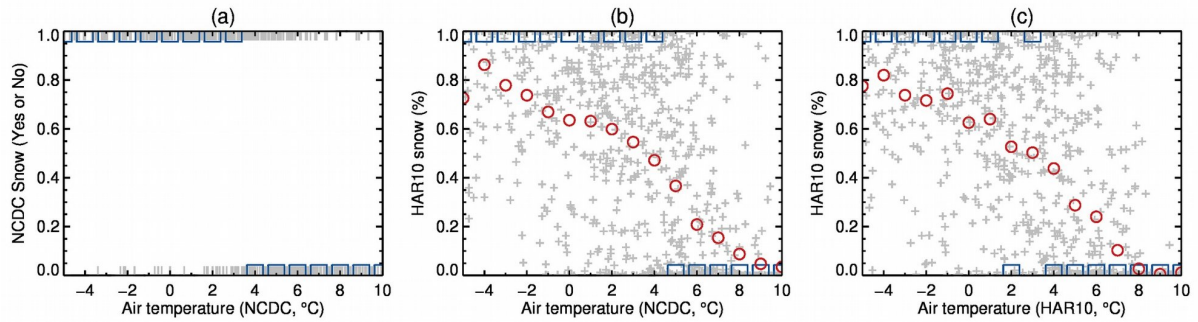 (a)
1.0
0.8
0.6
0.4
0.2
0.0
NCDC Snow (Yes or No)
−4 −2 0 2 4 6 8 10
Air temperature (NCDC, °C)
(b)
1.0
0.8
0.6
0.4
0.2
0.0
HAR10 snow (%)
−4 −2 0 2 4 6 8 10
Air temperature (NCDC, °C)
(c)
1.0
0.8
0.6
0.4
0.2
0.0
HAR10 snow (%)
−4 −2 0 2 4 6 8 10
Air temperature (HAR10, °C)